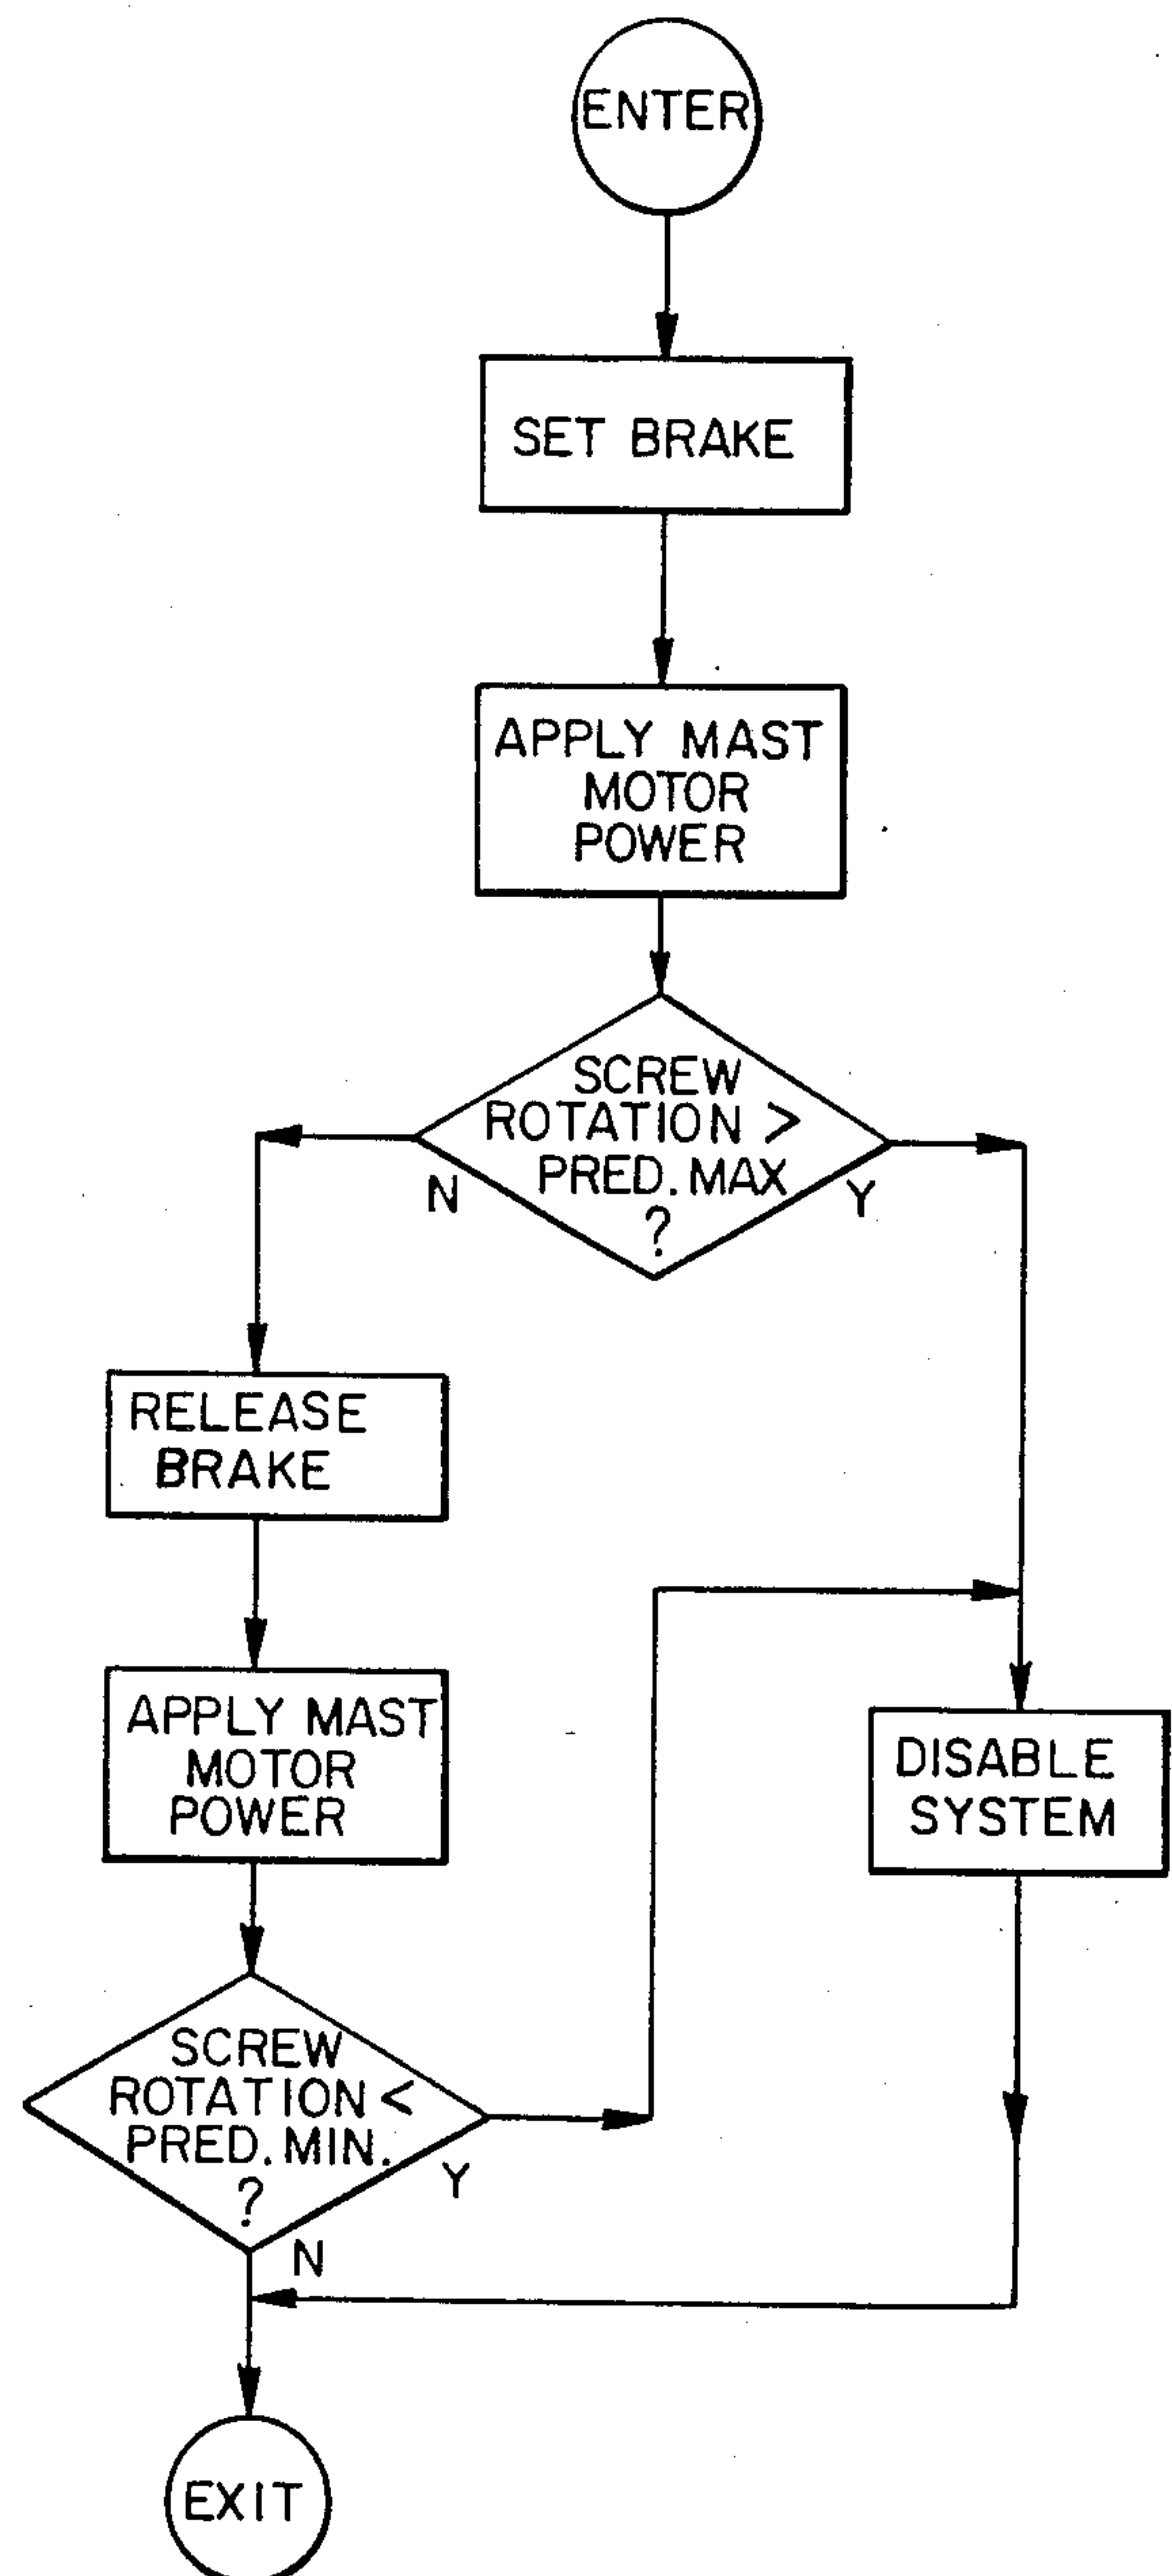 ENTER
SET BRAKE
APPLY MAST
MOTOR
POWER
SCREW
ROTATION >
PRED. MAX
?
N
Y
RELEASE
BRAKE
APPLY MAST
MOTOR
POWER
DISABLE
SYSTEM
SCREW
ROTATION <
PRED. MIN.
?
Y
N
EXIT